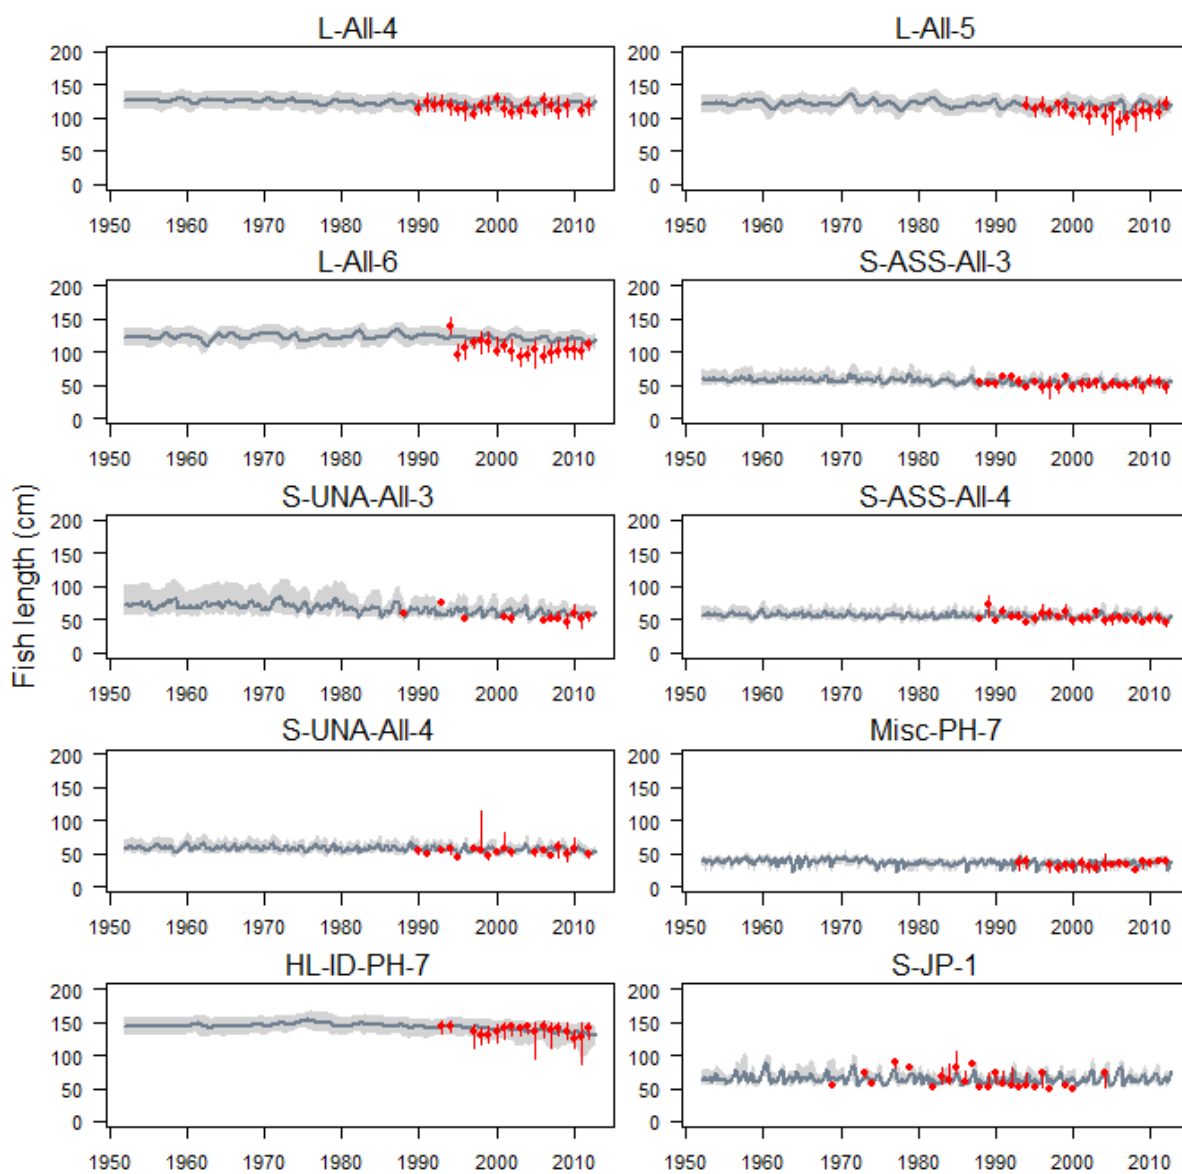 L-All-4 L-All-5
200 200
150 150
100 100
50 50
0 0
1950 1960 1970 1980 1990 2000 2010 1950 1960 1970 1980 1990 2000 2010
L-All-6 S-ASS-All-3
200 200
150 150
100 100
50 50
0 0
1950 1960 1970 1980 1990 2000 2010 1950 1960 1970 1980 1990 2000 2010
Fish length (cm)
S-UNA-All-3 S-ASS-All-4
200 200
150 150
100 100
50 50
0 0
1950 1960 1970 1980 1990 2000 2010 1950 1960 1970 1980 1990 2000 2010
S-UNA-All-4 Misc-PH-7
200 200
150 150
100 100
50 50
0 0
1950 1960 1970 1980 1990 2000 2010 1950 1960 1970 1980 1990 2000 2010
HL-ID-PH-7 S-JP-1
200 200
150 150
100 100
50 50
0 0
1950 1960 1970 1980 1990 2000 2010 1950 1960 1970 1980 1990 2000 2010